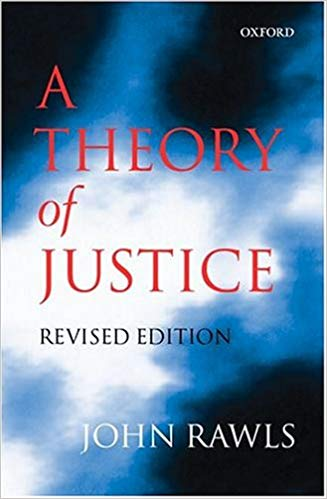 OXFORD
A
THEORY
of
JUSTICE
REVISED EDITION
JOHN RAWLS